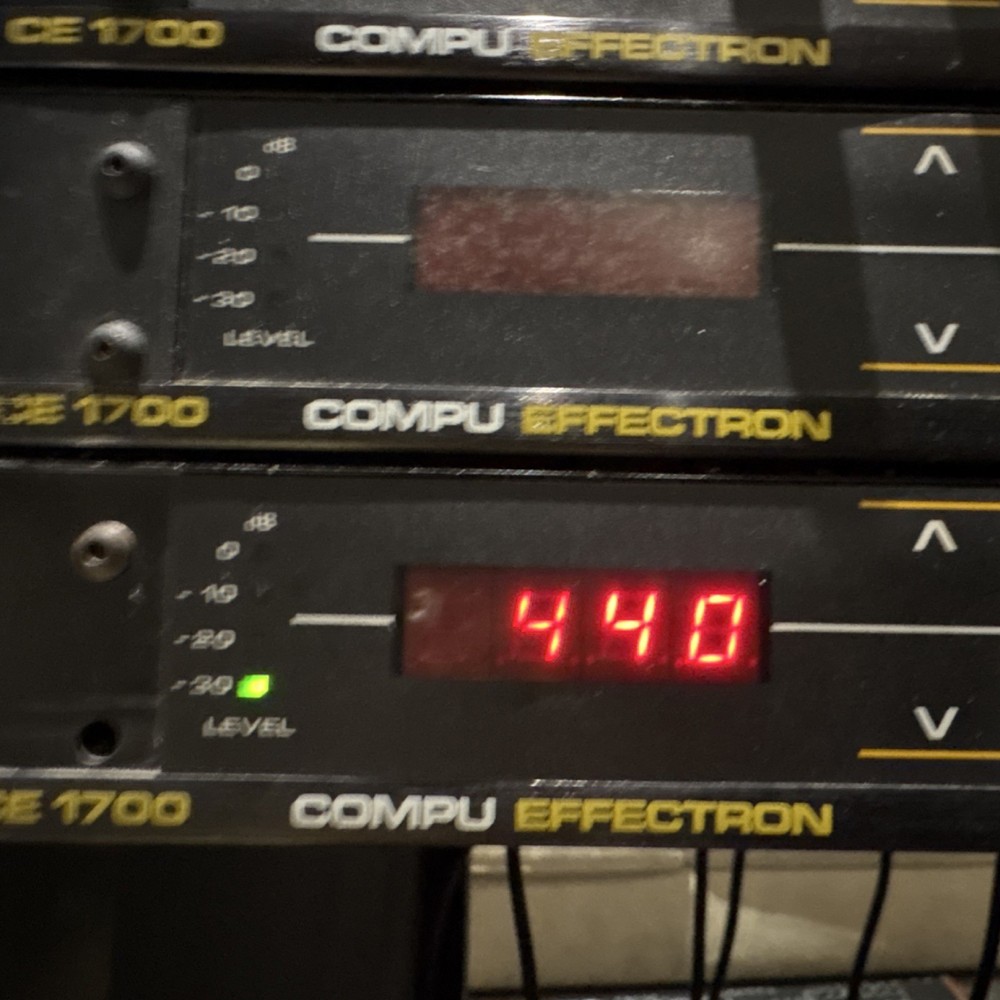 CE 1700 COMPU EFFECTRON
dB
0
-10
-20
-30
LEVEL
Λ
V
CE 1700 COMPU EFFECTRON
dB
0
-10
-20
-30
LEVEL
440
Λ
V
CE 1700 COMPU EFFECTRON